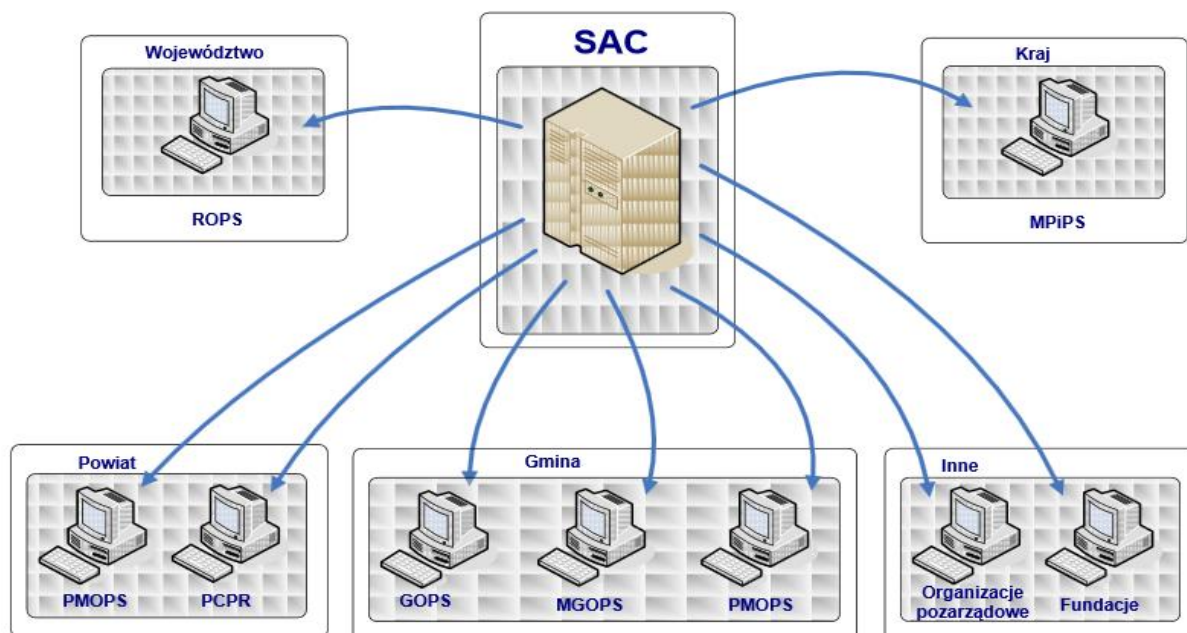 SAC
Województwo
ROPS
Kraj
MPiPS
Powiat
PMOPS
PCPR
Gmina
GOPS
MGOPS
PMOPS
Inne
Organizacje
pozarządowe
Fundacje